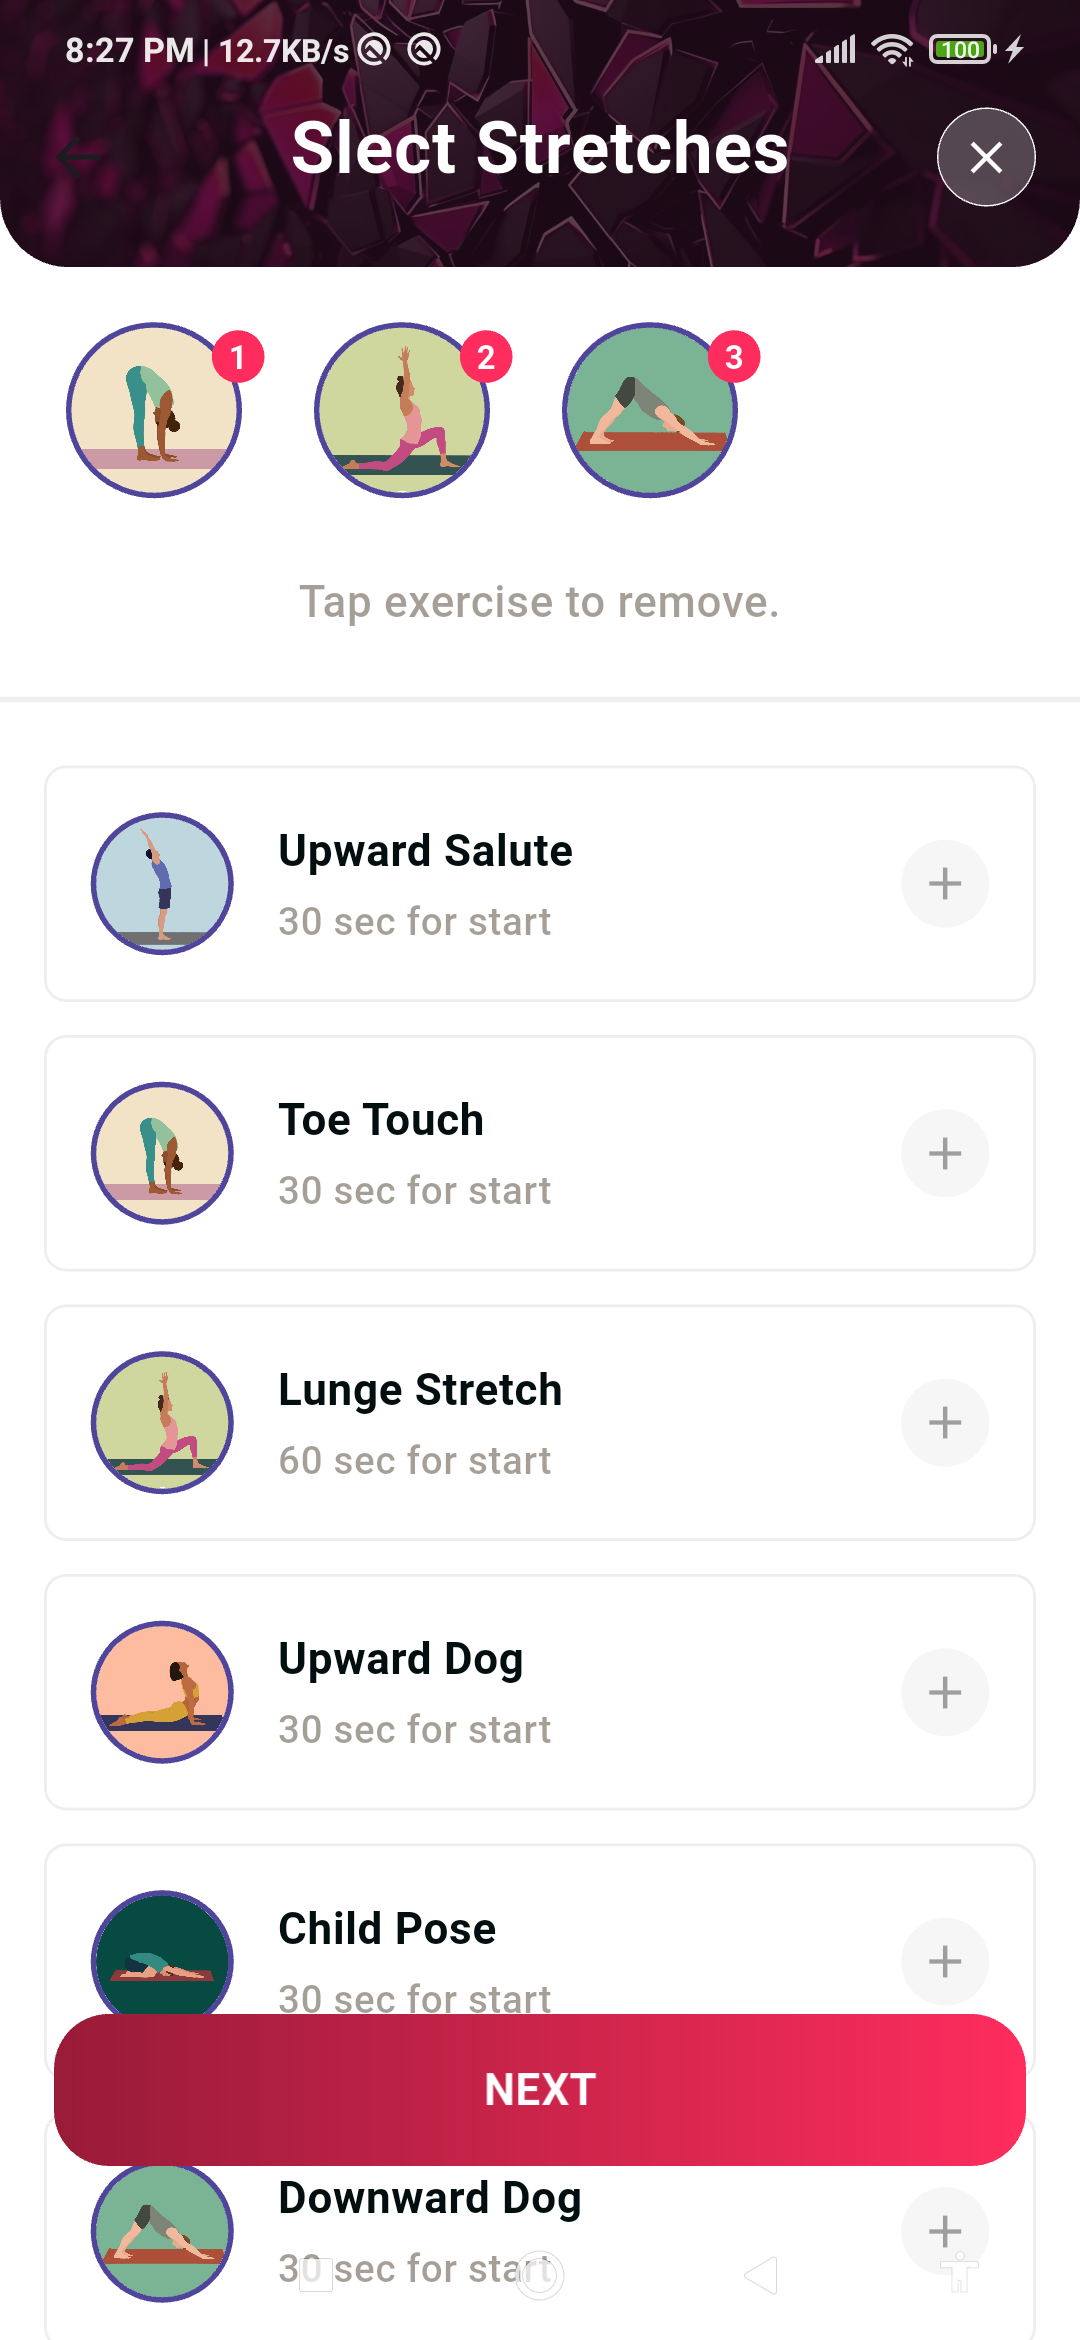 8:27 PM | 12.7KB/s
100
Slect Stretches
1
2
3
Tap exercise to remove.
Upward Salute
30 sec for start
Toe Touch
30 sec for start
Lunge Stretch
60 sec for start
Upward Dog
30 sec for start
Child Pose
30 sec for start
NEXT
Downward Dog
30 sec for start